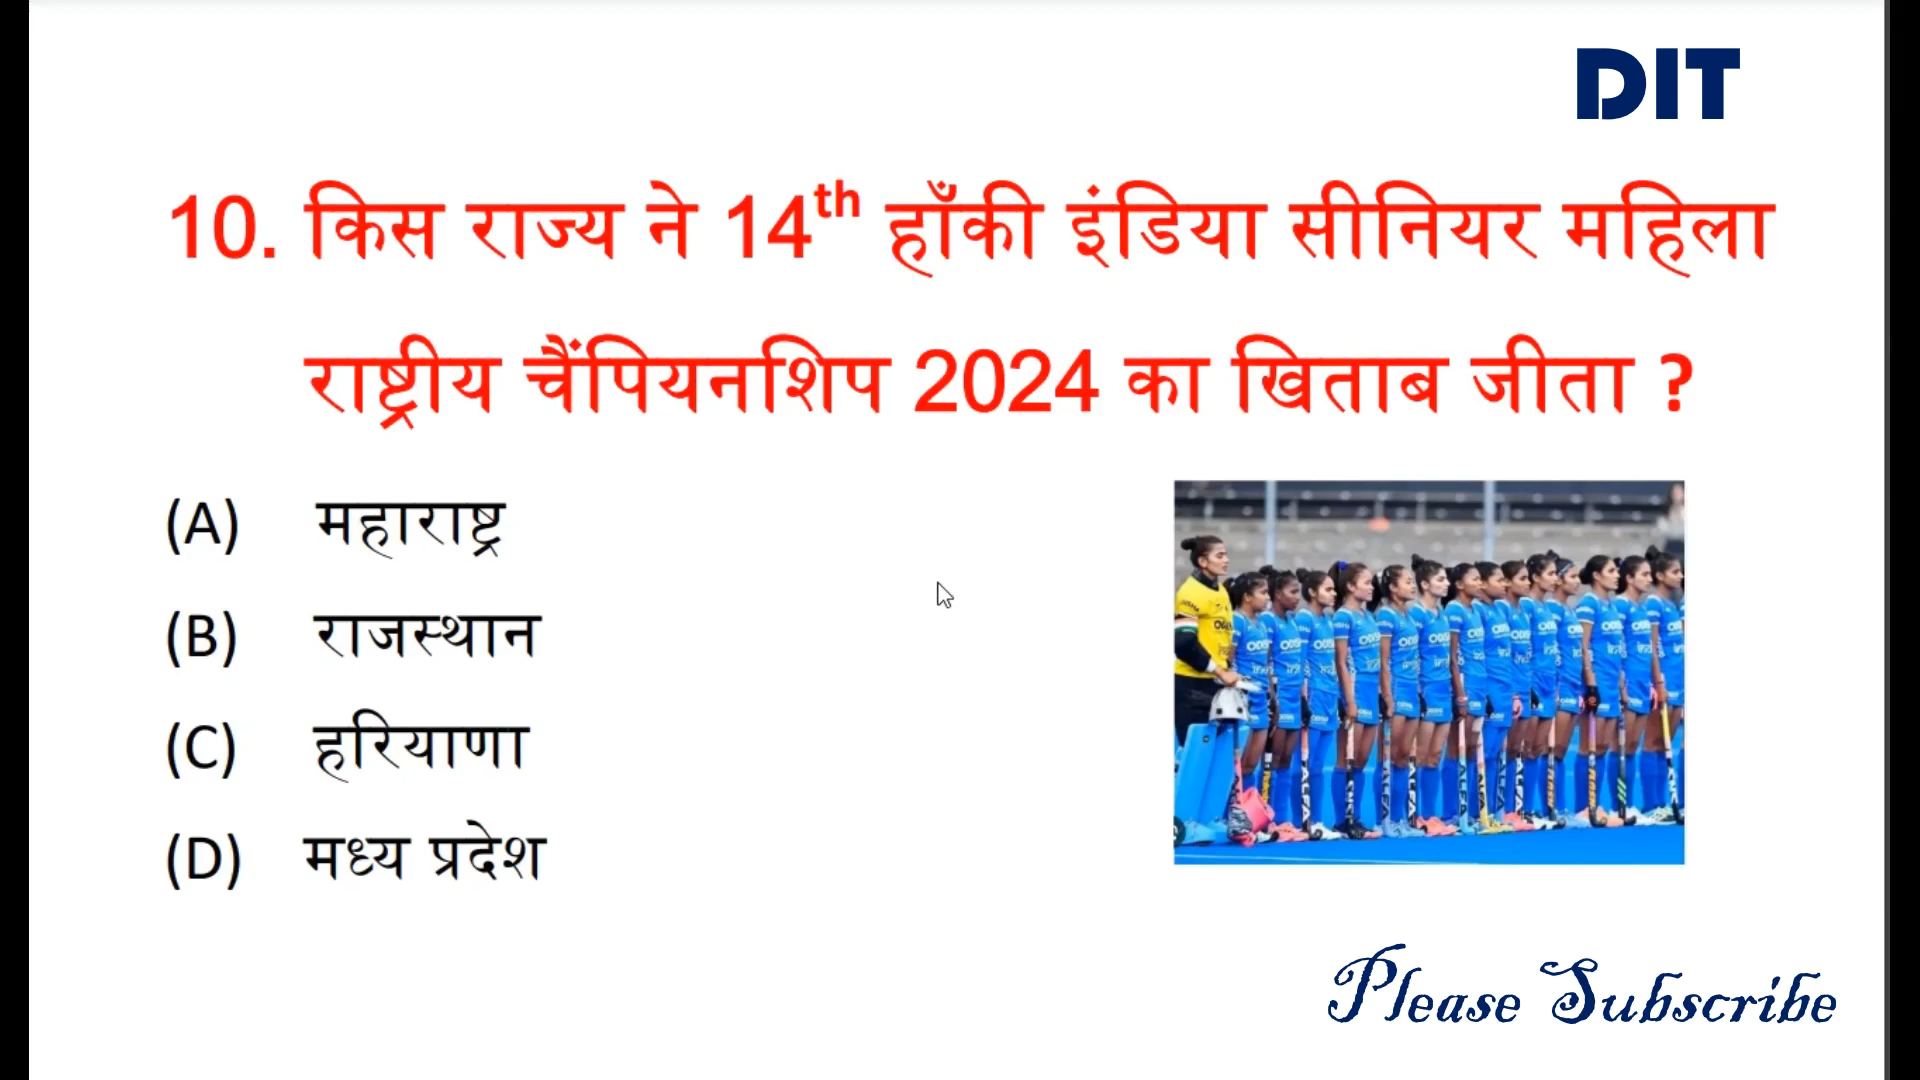 DIT
10. किस राज्य ने 14th हॉंकी इंडिया सीनियर महिला
राष्ट्रीय चैंपियनशिप 2024 का खिताब जीता ?
(A) महाराष्ट्र
(B) राजस्थान
(C) हरियाणा
(D) मध्य प्रदेश
Please Subscribe